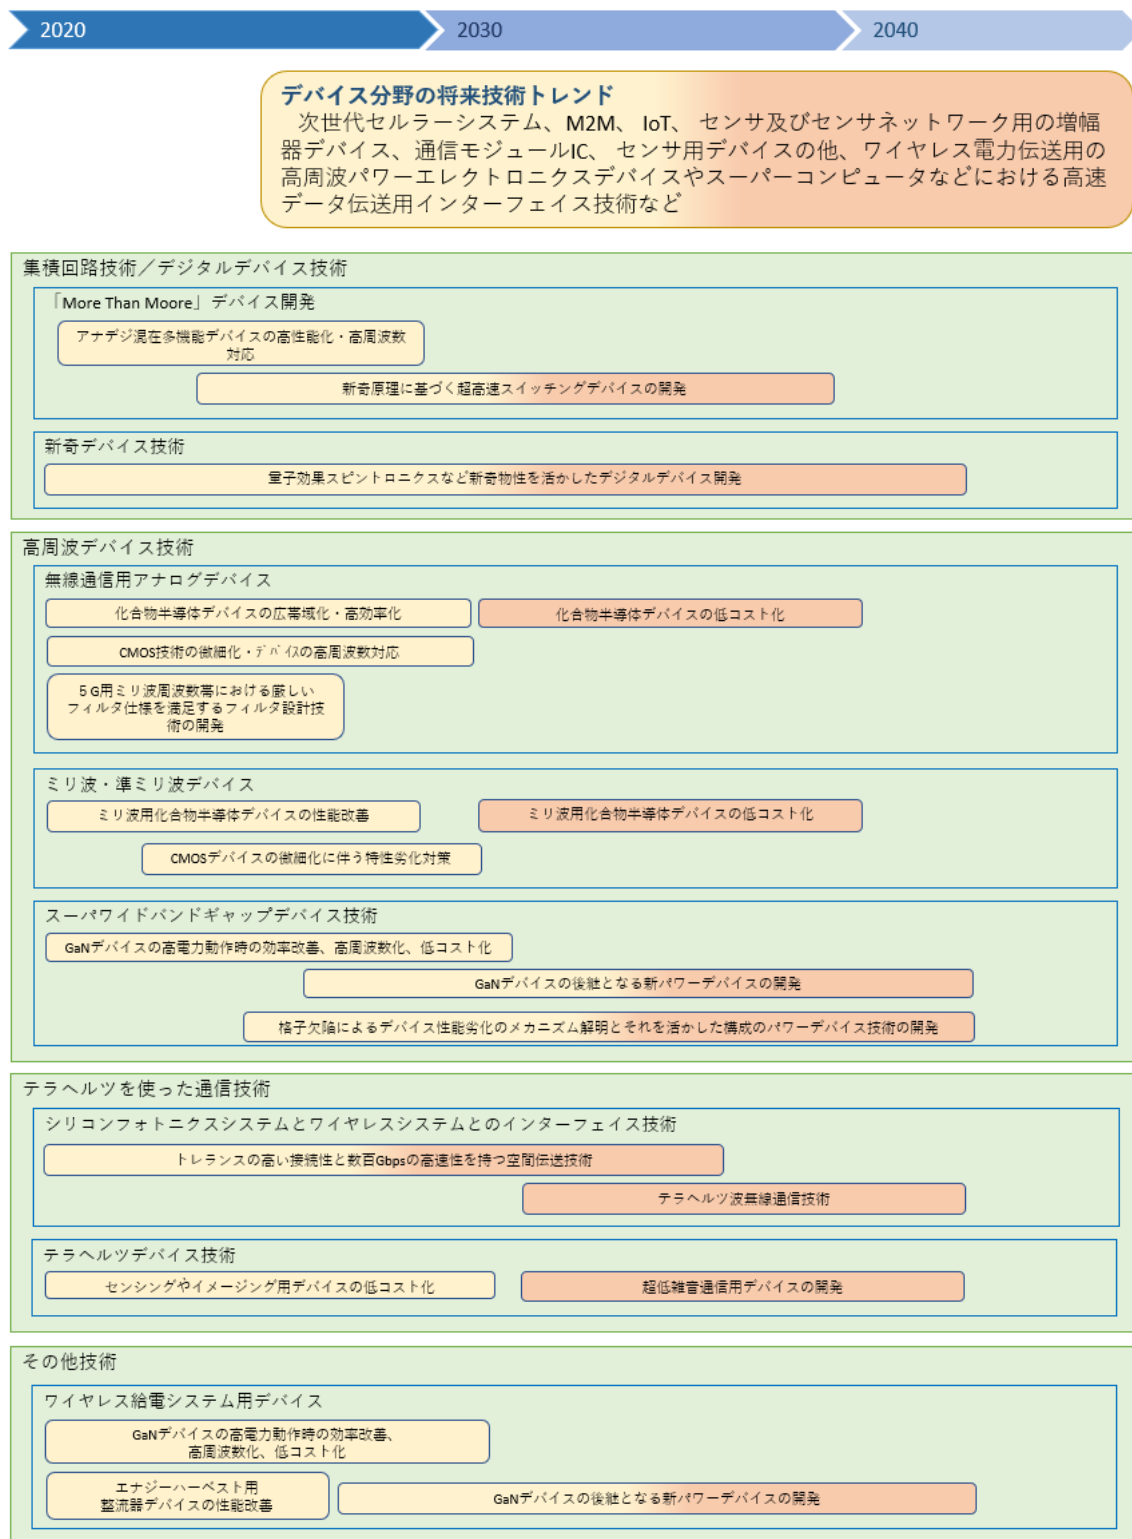 2020
2030
2040
デバイス分野の将来技術トレンド
次世代セルラーシステム、M2M、 IoT、 センサ及びセンサネットワーク用の増幅
器デバイス、通信モジュールIC、 センサ用デバイスの他、ワイヤレス電力伝送用の
高周波パワーエレクトロニクスデバイスやスーパーコンピュータなどにおける高速
データ伝送用インターフェイス技術など
集積回路技術／デジタルデバイス技術
「More Than Moore」デバイス開発
アナデジ混在多機能デバイスの高性能化・高周波数
対応
新奇原理に基づく超高速スイッチングデバイスの開発
新奇デバイス技術
量子効果スピントロニクスなど新奇物性を活かしたデジタルデバイス開発
高周波デバイス技術
無線通信用アナログデバイス
化合物半導体デバイスの広帯域化・高効率化
化合物半導体デバイスの低コスト化
CMOS技術の微細化・ﾃﾞﾊﾞｲｽの高周波数対応
５G用ミリ波周波数帯における厳しい
フィルタ仕様を満足するフィルタ設計技
術の開発
ミリ波・準ミリ波デバイス
ミリ波用化合物半導体デバイスの性能改善
ミリ波用化合物半導体デバイスの低コスト化
CMOSデバイスの微細化に伴う特性劣化対策
スーパワイドバンドギャップデバイス技術
GaNデバイスの高電力動作時の効率改善、高周波数化、低コスト化
GaNデバイスの後継となる新パワーデバイスの開発
格子欠陥によるデバイス性能劣化のメカニズム解明とそれを活かした構成のパワーデバイス技術の開発
テラヘルツを使った通信技術
シリコンフォトニクスシステムとワイヤレスシステムとのインターフェイス技術
トレランスの高い接続性と数百Gbpsの高速性を持つ空間伝送技術
テラヘルツ波無線通信技術
テラヘルツデバイス技術
センシングやイメージング用デバイスの低コスト化
超低雑音通信用デバイスの開発
その他技術
ワイヤレス給電システム用デバイス
GaNデバイスの高電力動作時の効率改善、
高周波数化、低コスト化
エナジーハーベスト用
整流器デバイスの性能改善
GaNデバイスの後継となる新パワーデバイスの開発